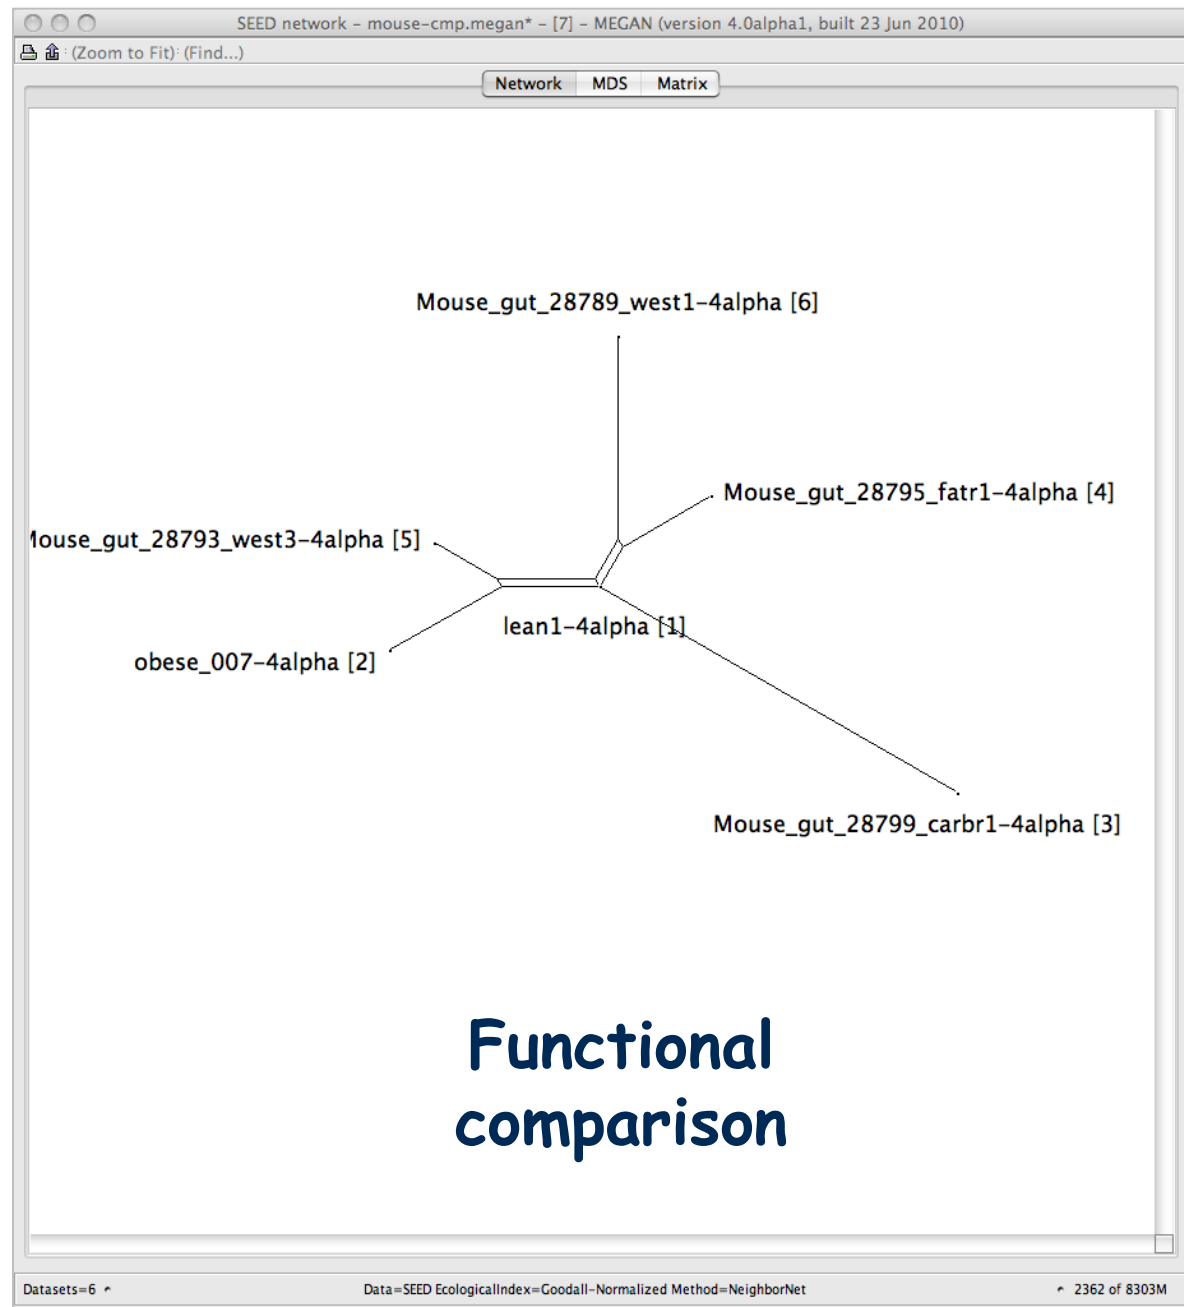 SEED network – mouse-cmp.megan* – [7] – MEGAN (version 4.0alpha1, built 23 Jun 2010)
(Zoom to Fit) (Find...)
Network MDS Matrix
Mouse_gut_28789_west1-4alpha [6]
Mouse_gut_28795_fatr1-4alpha [4]
Mouse_gut_28793_west3-4alpha [5]
lean1-4alpha [1]
obese_007-4alpha [2]
Mouse_gut_28799_carbr1-4alpha [3]
Functional
comparison
Datasets=6 Data=SEED EcologicalIndex=Goodall-Normalized Method=NeighborNet 2362 of 8303M